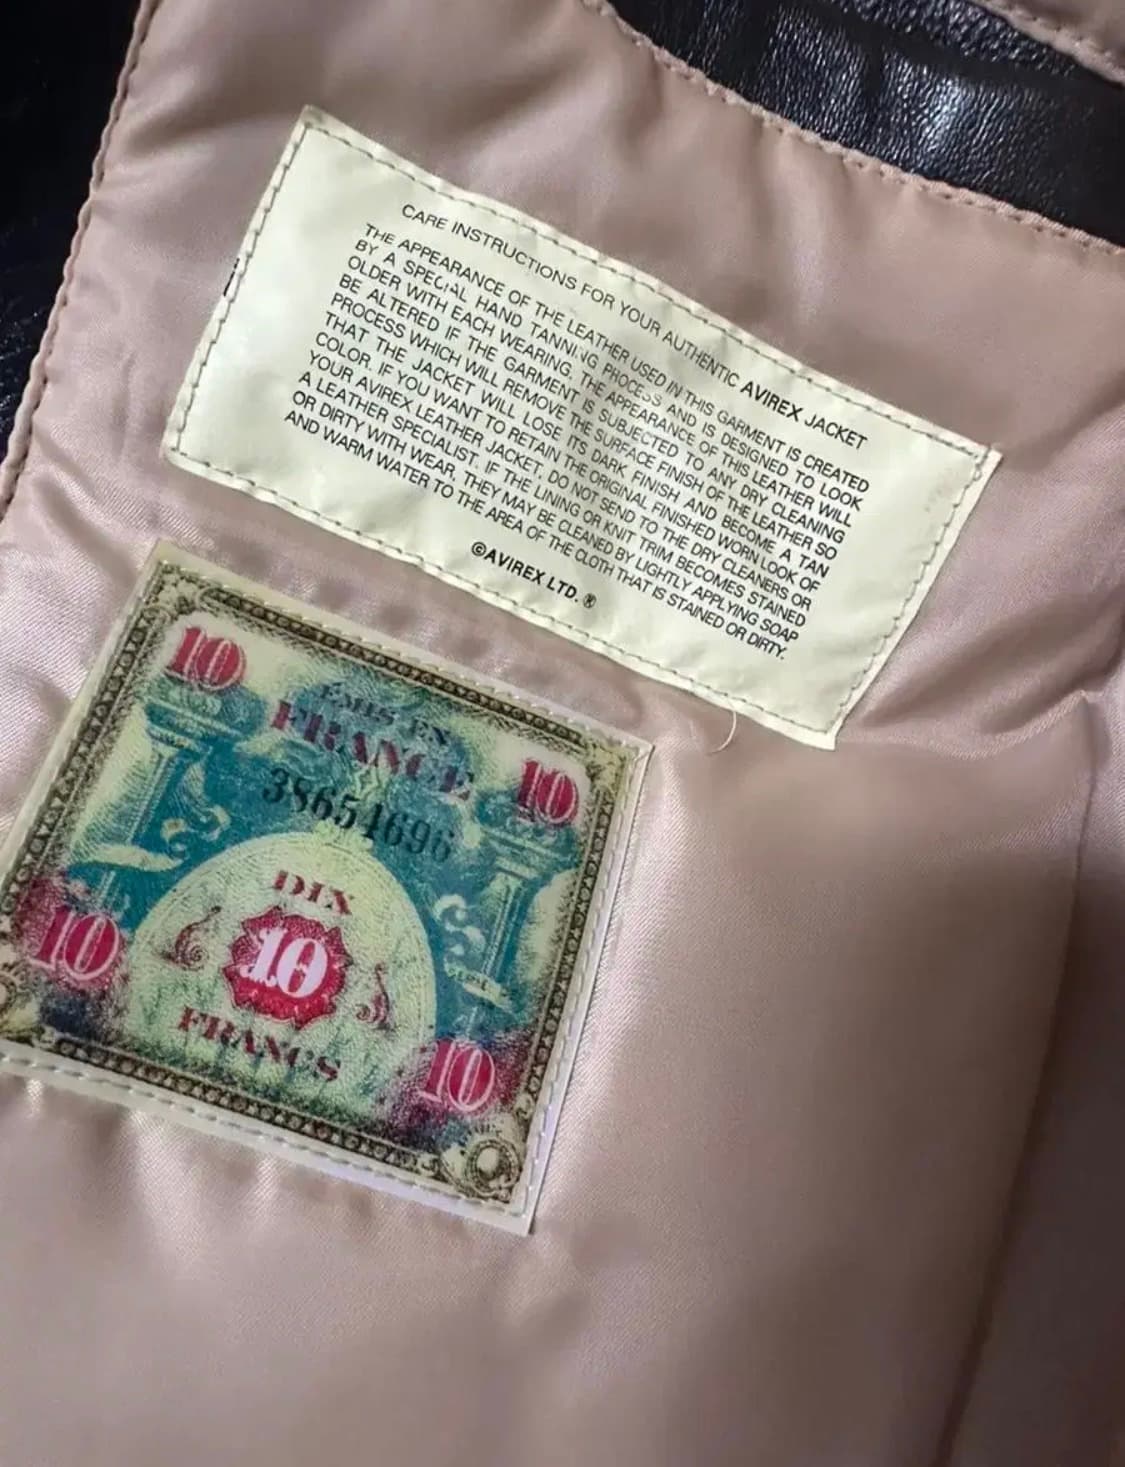 CARE INSTRUCTIONS FOR YOUR AUTHENTIC AVIREX JACKET
THE APPEARANCE OF THE LEATHER USED IN THIS GARMENT IS CREATED
BY A SPECIAL HAND TANNING PROCESS AND IS DESIGNED TO LOOK
OLDER WITH EACH WEARING. THE APPEARANCE OF THIS LEATHER WILL
BE ALTERED IF THE GARMENT IS SUBJECTED TO ANY DRY CLEANING
PROCESS WHICH WILL REMOVE THE SURFACE FINISH OF THE LEATHER SO
THAT THE JACKET WILL LOSE ITS DARK FINISH AND BECOME A TAN
COLOR. IF YOU WANT TO RETAIN THE ORIGINAL FINISHED WORN LOOK OF
YOUR AVIREX LEATHER JACKET, DO NOT SEND TO THE DRY CLEANERS OR
A LEATHER SPECIALIST. IF THE LINING OR KNIT TRIM BECOMES STAINED
OR DIRTY WITH WEAR, THEY MAY BE CLEANED BY LIGHTLY APPLYING SOAP
AND WARM WATER TO THE AREA OF THE CLOTH THAT IS STAINED OR DIRTY.
©AVIREX LTD. ®
10
ÉMIS EN
FRANCE
10
38654696
DIX
10
10
FRANCS
10